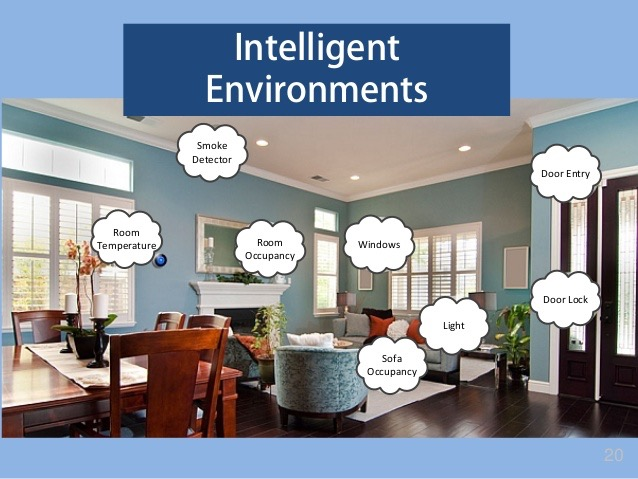 Intelligent
Environments
Smoke
Detector
Door Entry
Room
Temperature
Room
Occupancy
Windows
Door Lock
Light
Sofa
Occupancy
20